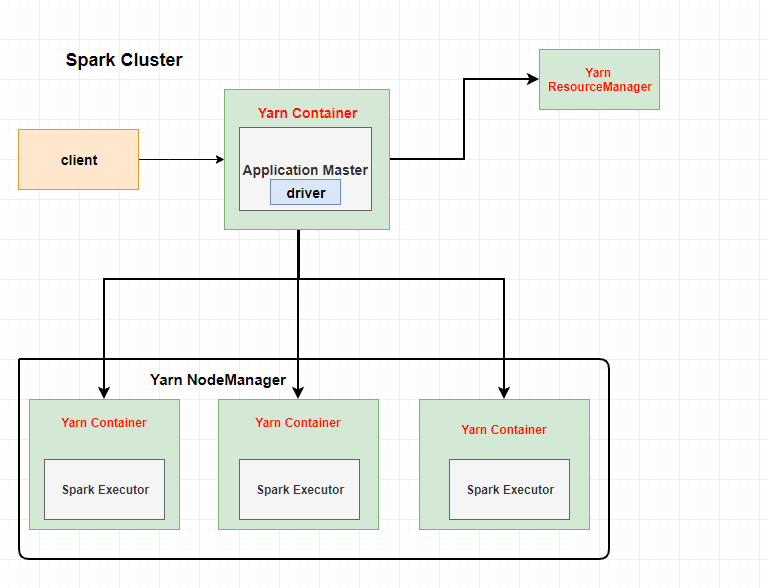 Spark Cluster
Yarn
ResourceManager
Yarn Container
client
Application Master
driver
Yarn NodeManager
Yarn Container
Yarn Container
Yarn Container
Spark Executor
Spark Executor
Spark Executor